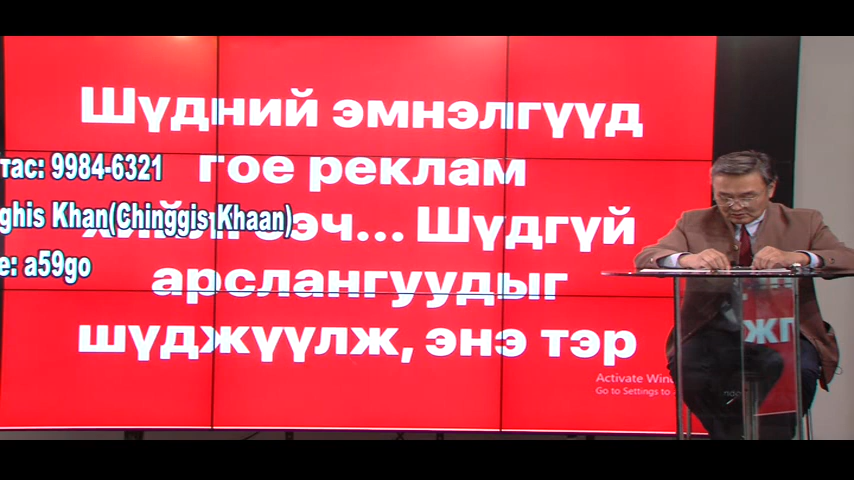 Шүдний эмнэлгүүд
гое реклам
... Шүдгүй
арслангуудыг
шүджүүлж, энэ тэр
тас: 9984-6321
ghis Khan(Chinggis Khaan)
e: a59go
Activate Win
Go to Settings to